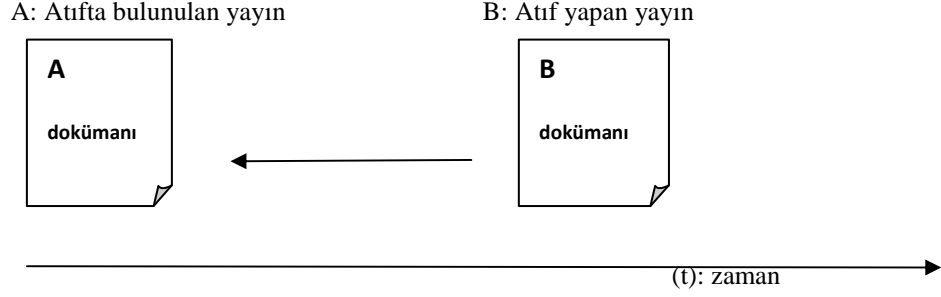 A: Atıfta bulunulan yayın B: Atıf yapan yayın
A B
dokümanı dokümanı
(t): zaman